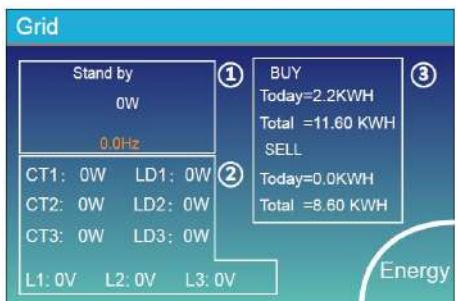 Grid
Stand by
0W
0.0Hz
①
CT1: 0W LD1: 0W
CT2: 0W LD2: 0W
CT3: 0W LD3: 0W
L1: 0V L2: 0V L3: 0V
②
BUY
Today=2.2KWH
Total =11.60 KWH
SELL
Today=0.0KWH
Total =8.60 KWH
③
Energy